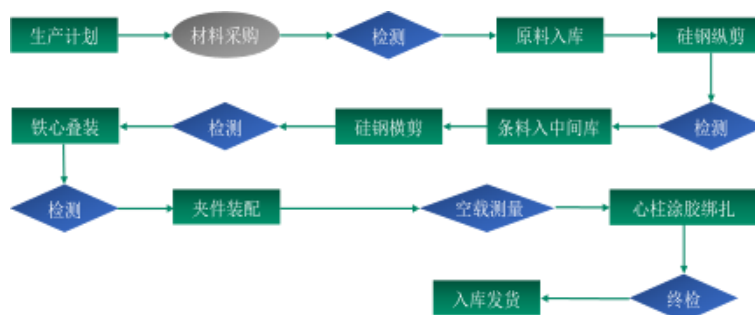 生产计划
材料采购
检测
原料入库
硅钢纵剪
检测
条料入中间库
硅钢横剪
检测
铁心叠装
检测
夹件装配
空载测量
心柱涂胶绑扎
终检
入库发货